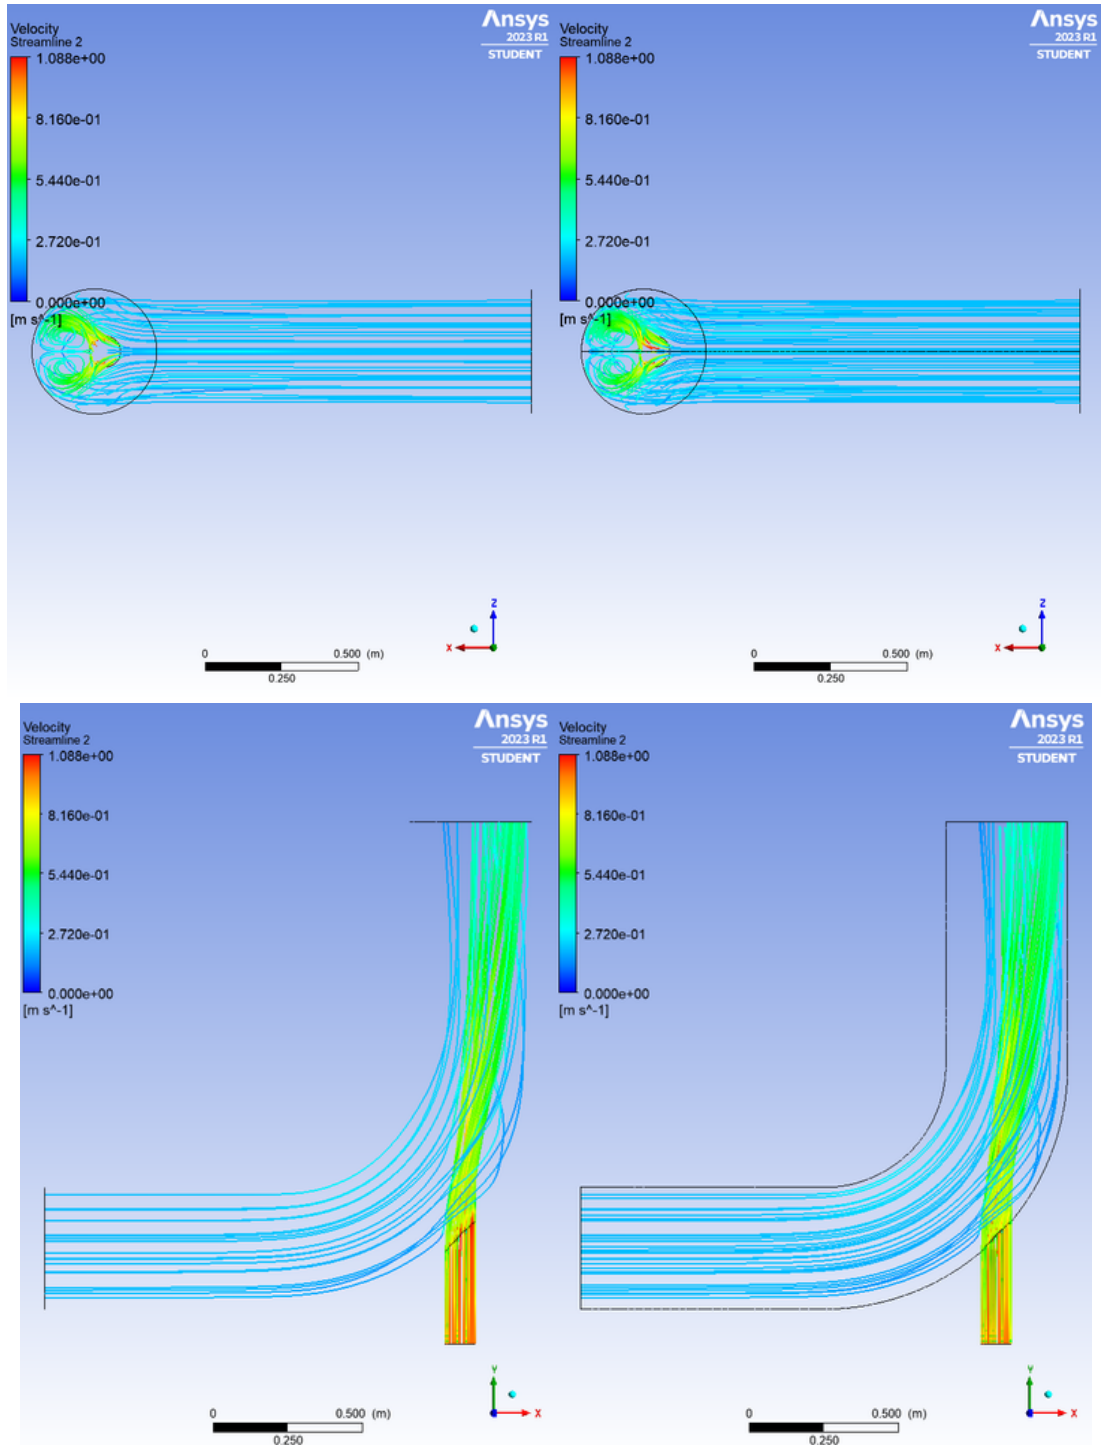 Velocity
Streamline 2
1.088e+00
8.160e-01
5.440e-01
2.720e-01
0.000e+00
[m s^-1]
Ansys
2023 R1
STUDENT
Z
X
0
0.500 (m)
0.250
Velocity
Streamline 2
1.088e+00
8.160e-01
5.440e-01
2.720e-01
0.000e+00
[m s^-1]
Ansys
2023 R1
STUDENT
Z
X
0
0.500 (m)
0.250
Velocity
Streamline 2
1.088e+00
8.160e-01
5.440e-01
2.720e-01
0.000e+00
[m s^-1]
Ansys
2023 R1
STUDENT
Y
X
0
0.500 (m)
0.250
Velocity
Streamline 2
1.088e+00
8.160e-01
5.440e-01
2.720e-01
0.000e+00
[m s^-1]
Ansys
2023 R1
STUDENT
Y
X
0
0.500 (m)
0.250